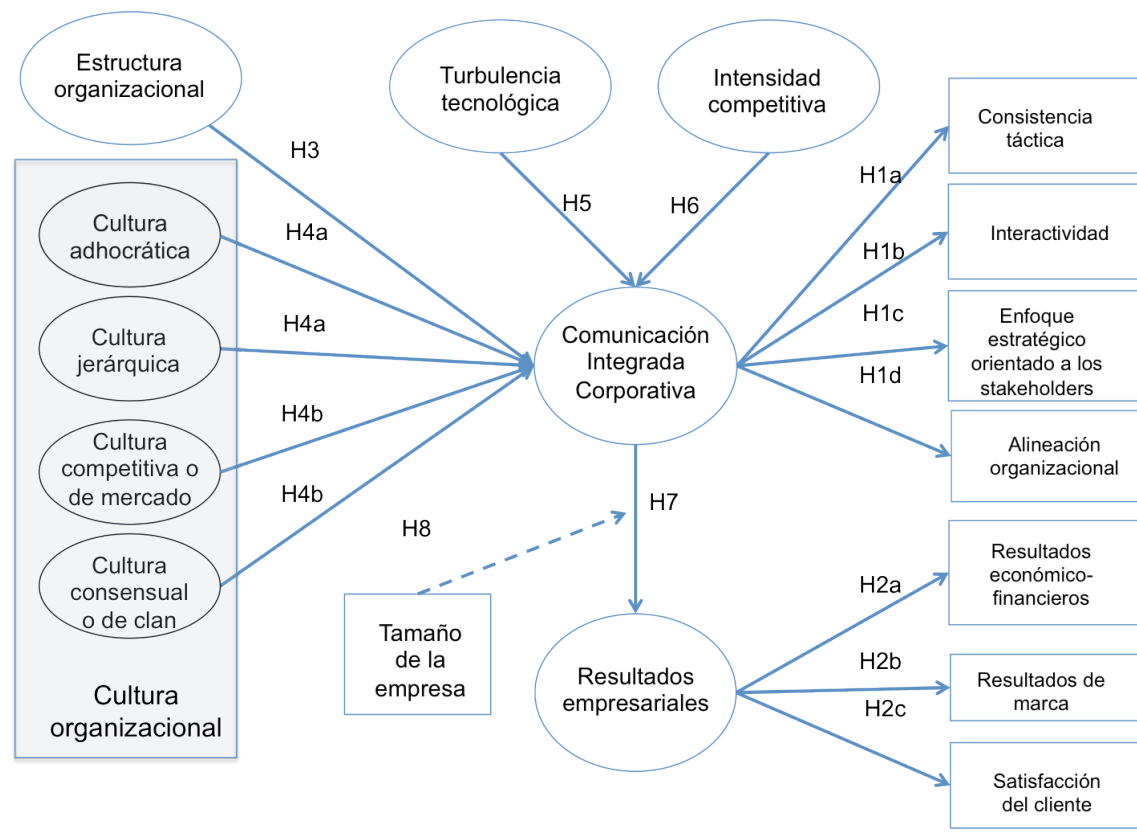 Estructura
organizacional
Turbulencia
tecnológica
Intensidad
competitiva
Consistencia
táctica
H3
H1a
Cultura
adhocrática
H4a
H5
H6
Interactividad
H1b
Cultura
jerárquica
H4a
Comunicación
Integrada
Corporativa
H1c
Enfoque
estratégico
orientado a los
stakeholders
H1d
Cultura
competitiva o
de mercado
H4b
Alineación
organizacional
H4b
Cultura
consensual
o de clan
H7
H8
Resultados
económico-
financieros
H2a
Tamaño
de la
empresa
Resultados
empresariales
H2b
Resultados de
marca
H2c
Cultura
organizacional
Satisfacción
del cliente